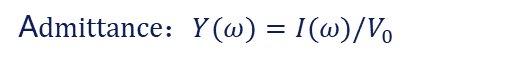 Admittance：Y(ω) = I(ω)/V₀